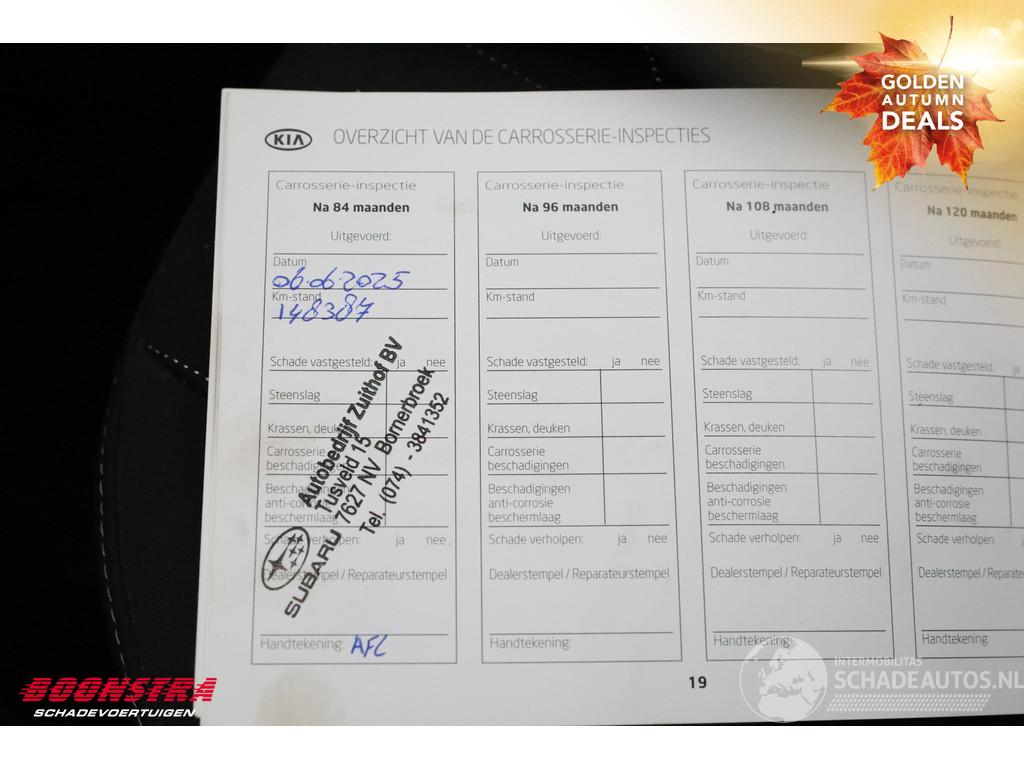 GOLDEN
AUTUMN
DEALS
KIA OVERZICHT VAN DE CARROSSERIE-INSPECTIES
Carrosserie-inspectie
Na 84 maanden
Uitgevoerd:
Datum
06.06.2025
Km-stand
148387
Schade vastgesteld: ja nee
Steenslag
Krassen, deuken
Carrosserie
beschadigingen
Beschadigingen
anti-corrosie
beschermlaag
Schade verholpen: ja nee
Dealerstempel / Reparateurstempel
Handtekening: AFL
Autobedrijf Zuithof BV
Tusveld 15
7627 NV Bornerbroek
Tel. (074) - 3841352
SUBARU
Carrosserie-inspectie
Na 96 maanden
Uitgevoerd:
Datum
Km-stand
Schade vastgesteld: ja nee
Steenslag
Krassen, deuken
Carrosserie
beschadigingen
Beschadigingen
anti-corrosie
beschermlaag
Schade verholpen: ja nee
Dealerstempel / Reparateurstempel
Handtekening:
Carrosserie-inspectie
Na 108 maanden
Uitgevoerd:
Datum
Km-stand
Schade vastgesteld: ja nee
Steenslag
Krassen, deuken
Carrosserie
beschadigingen
Beschadigingen
anti-corrosie
beschermlaag
Schade verholpen: ja nee
Dealerstempel / Reparateurstempel
Handtekening:
Carrosserie-inspectie
Na 120 maanden
Uitgevoerd:
Datum
Km-stand
Schade vastgesteld: ja
Steenslag
Krassen, deuken
Carrosserie
beschadigingen
Beschadigingen
anti-corrosie
beschermlaag
Schade verholpen:
Dealerstempel / Reparate
Handtekening:
19
BOONSTRA
SCHADEVOERTUIGEN
INTERMOBILITAS
SCHADEAUTOS.NL